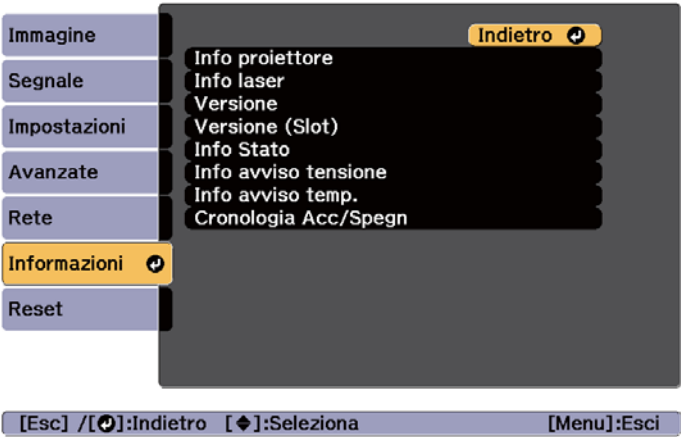 Immagine
Segnale
Impostazioni
Avanzate
Rete
Informazioni
Reset
Indietro
Info proiettore
Info laser
Versione
Versione (Slot)
Info Stato
Info avviso tensione
Info avviso temp.
Cronologia Acc/Spegn
[Esc] /[⏎]:Indietro [◆]:Seleziona [Menu]:Esci